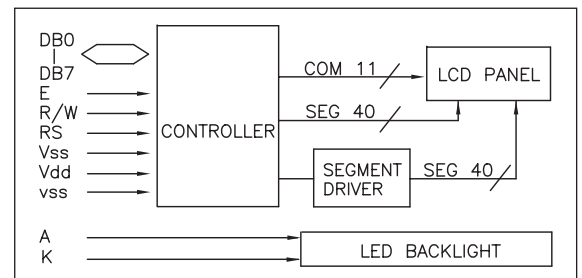 DB0
DB7
E
R/W
RS
Vss
Vdd
vss
CONTROLLER
COM 11
SEG 40
LCD PANEL
SEGMENT
DRIVER
SEG 40
A
K
LED BACKLIGHT